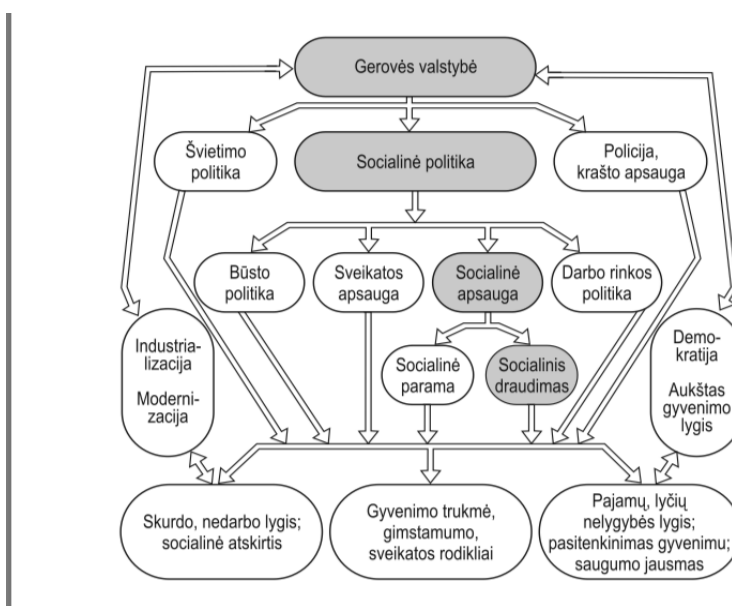 Gerovės valstybė
Švietimo
politika
Socialinė politika
Policija,
krašto apsauga
Būsto
politika
Sveikatos
apsauga
Socialinė
apsauga
Darbo rinkos
politika
Industria-
lizacija
Moderni-
zacija
Socialinė
parama
Socialinis
draudimas
Demo-
kratija
Aukštas
gyvenimo
lygis
Skurdo, nedarbo lygis;
socialinė atskirtis
Gyvenimo trukmė,
gimstamumo,
sveikatos rodikliai
Pajamų, lyčių
nelygybės lygis;
pasitenkinimas gyvenimu;
saugumo jausmas